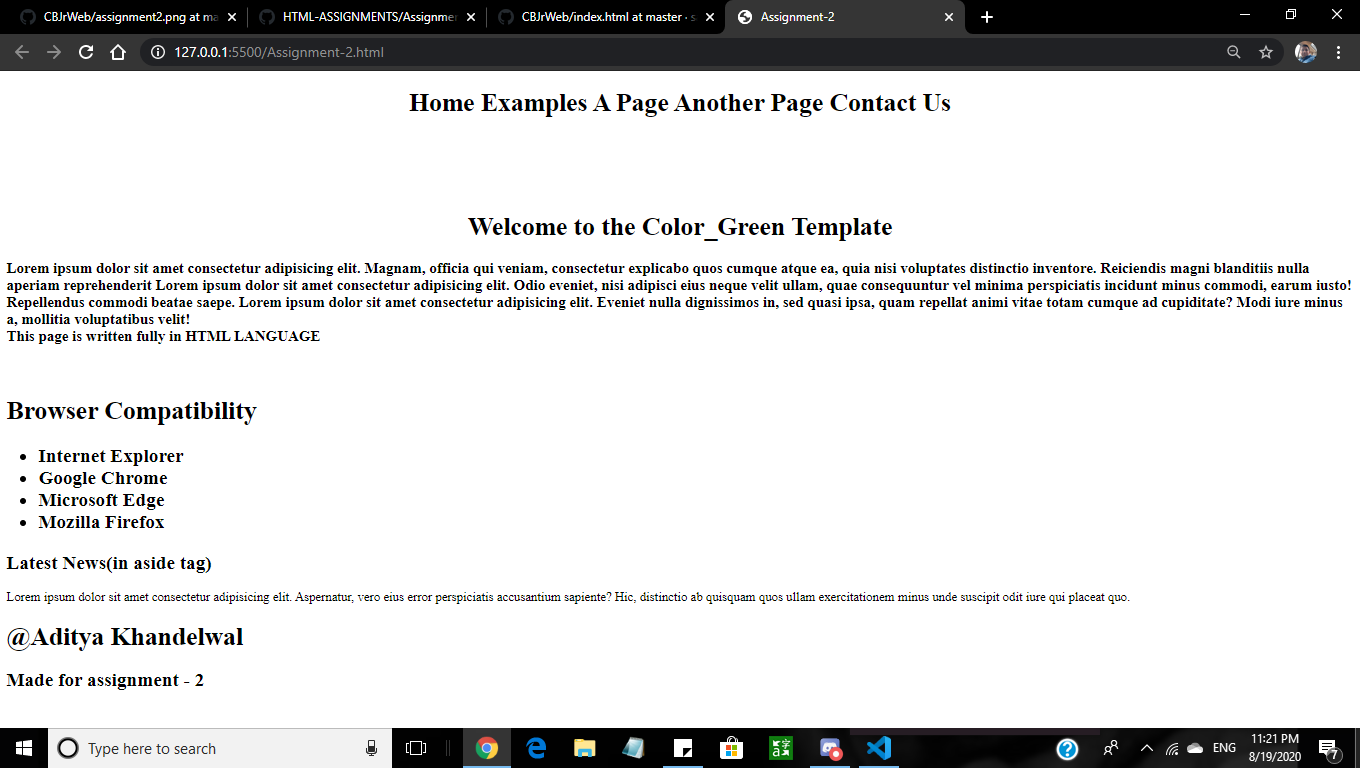 CBJrWeb/assignment2.png at ma
HTML-ASSIGNMENTS/Assignmen
CBJrWeb/index.html at master · s
Assignment-2
127.0.0.1:5500/Assignment-2.html
Home Examples A Page Another Page Contact Us
Welcome to the Color_Green Template
Lorem ipsum dolor sit amet consectetur adipisicing elit. Magnam, officia qui veniam, consectetur explicabo quos cumque atque ea, quia nisi voluptates distinctio inventore. Reiciendis magni blanditiis nulla
aperiam reprehenderit Lorem ipsum dolor sit amet consectetur adipisicing elit. Odio eveniet, nisi adipisci eius neque velit ullam, quae consequuntur vel minima perspiciatis incidunt minus commodi, earum iusto!
Repellendus commodi beatae saepe. Lorem ipsum dolor sit amet consectetur adipisicing elit. Eveniet nulla dignissimos in, sed quasi ipsa, quam repellat animi vitae totam cumque ad cupiditate? Modi iure minus
a, mollitia voluptatibus velit!
This page is written fully in HTML LANGUAGE
Browser Compatibility
• Internet Explorer
• Google Chrome
• Microsoft Edge
• Mozilla Firefox
Latest News(in aside tag)
Lorem ipsum dolor sit amet consectetur adipisicing elit. Aspernatur, vero eius error perspiciatis accusantium sapiente? Hic, distinctio ab quisquam quos ullam exercitationem minus unde suscipit odit iure qui placeat quo.
@Aditya Khandelwal
Made for assignment - 2
Type here to search
ENG
11:21 PM
8/19/2020
7